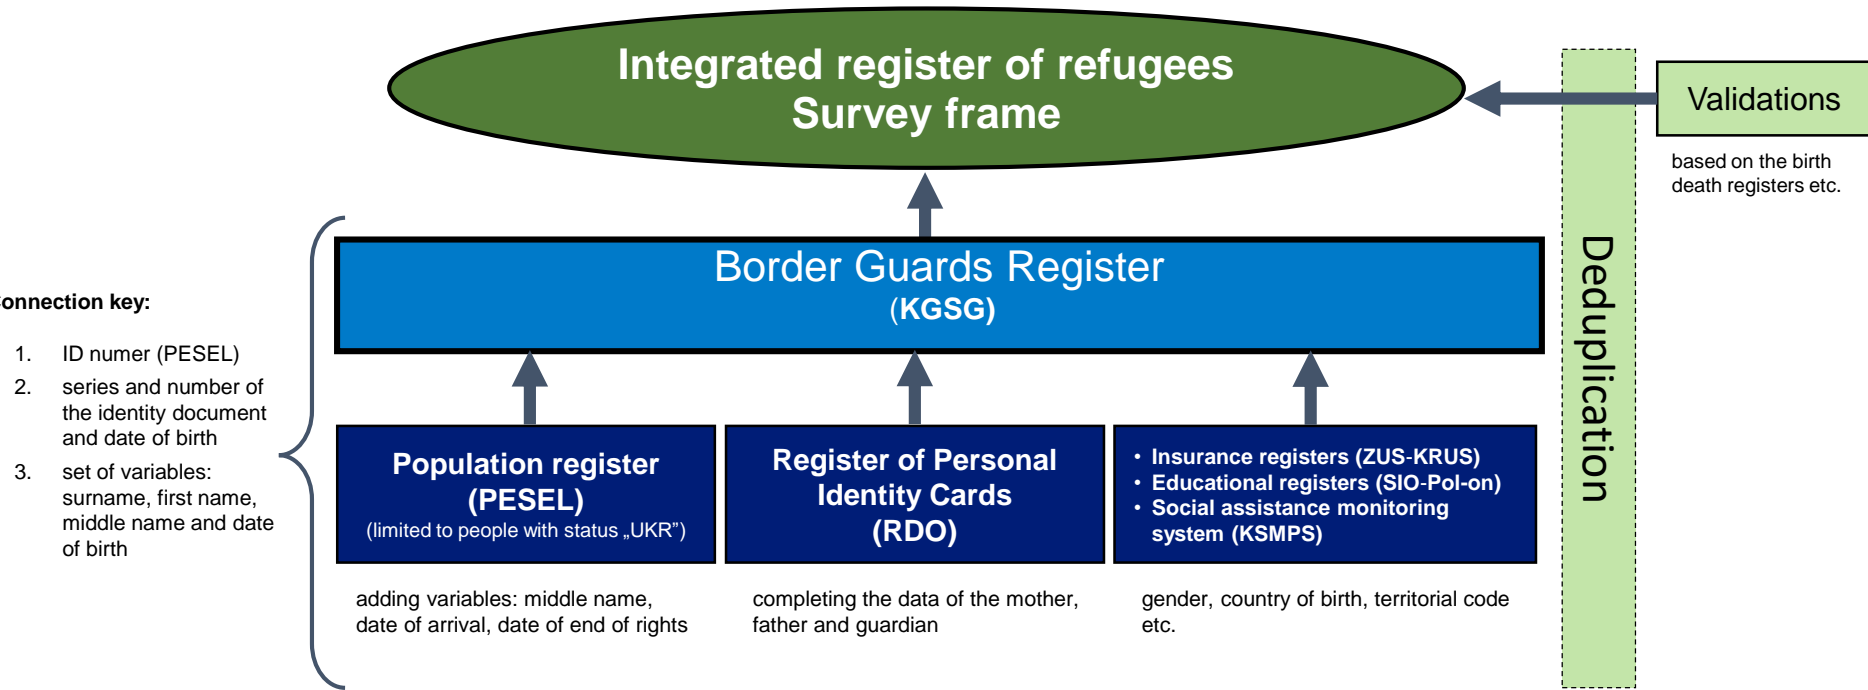 Integrated register of refugees
Survey frame
Validations
based on the birth
death registers etc.
Deduplication
Border Guards Register
(KGSG)
onnection key:
1. ID numer (PESEL)
2. series and number of
the identity document
and date of birth
3. set of variables:
surname, first name,
middle name and date
of birth
Population register
(PESEL)
(limited to people with status „UKR”)
adding variables: middle name,
date of arrival, date of end of rights
Register of Personal
Identity Cards
(RDO)
completing the data of the mother,
father and guardian
• Insurance registers (ZUS-KRUS)
• Educational registers (SIO-Pol-on)
• Social assistance monitoring
system (KSMPS)
gender, country of birth, territorial code
etc.